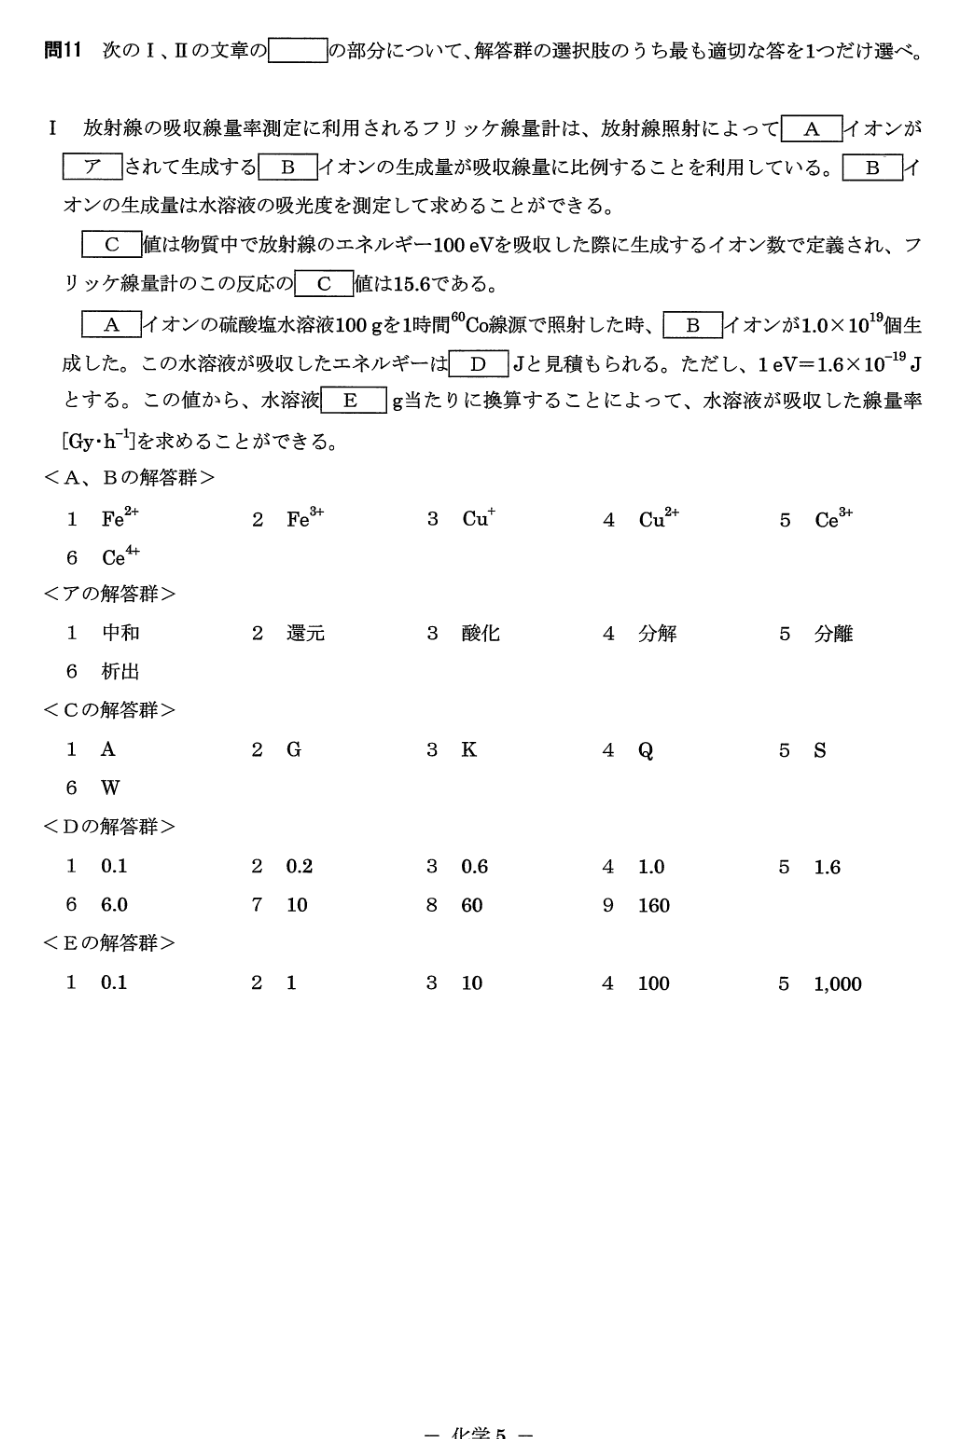 問11 次のⅠ、Ⅱの文章の の部分について、解答群の選択肢のうち最も適切な答を1つだけ選べ。
Ⅰ 放射線の吸収線量率測定に利用されるフリッケ線量計は、放射線照射によって A イオンが
ア されて生成する B イオンの生成量が吸収線量に比例することを利用している。 B イ
オンの生成量は水溶液の吸光度を測定して求めることができる。
C 値は物質中で放射線のエネルギー100 eVを吸収した際に生成するイオン数で定義され、フ
リッケ線量計のこの反応の C 値は15.6である。
A イオンの硫酸塩水溶液100 gを1時間⁶⁰Co線源で照射した時、 B イオンが1.0×10¹⁹個生
成した。この水溶液が吸収したエネルギーは D Jと見積もられる。ただし、1 eV=1.6×10⁻¹⁹ J
とする。この値から、水溶液 E g当たりに換算することによって、水溶液が吸収した線量率
[Gy・h⁻¹]を求めることができる。
＜A、Bの解答群＞
1 Fe²⁺ 2 Fe³⁺ 3 Cu⁺ 4 Cu²⁺ 5 Ce³⁺
6 Ce⁴⁺
＜アの解答群＞
1 中和 2 還元 3 酸化 4 分解 5 分離
6 析出
＜Cの解答群＞
1 A 2 G 3 K 4 Q 5 S
6 W
＜Dの解答群＞
1 0.1 2 0.2 3 0.6 4 1.0 5 1.6
6 6.0 7 10 8 60 9 160
＜Eの解答群＞
1 0.1 2 1 3 10 4 100 5 1,000
－ 化学5 －